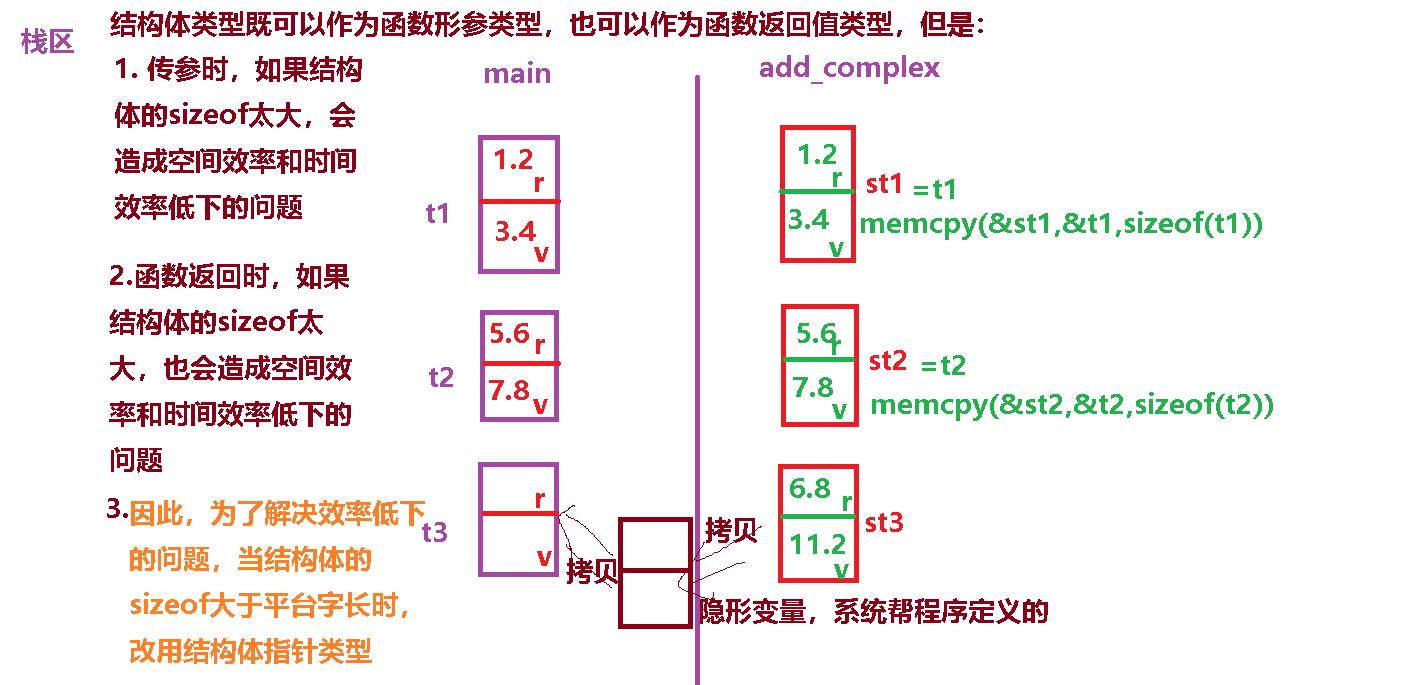 栈区
结构体类型既可以作为函数形参类型，也可以作为函数返回值类型，但是：
1. 传参时，如果结构
体的sizeof太大，会
造成空间效率和时间
效率低下的问题
2.函数返回时，如果
结构体的sizeof太
大，也会造成空间效
率和时间效率低下的
问题
3.因此，为了解决效率低下
的问题，当结构体的
sizeof大于平台字长时，
改用结构体指针类型
main
t1
1.2
r
3.4
v
t2
5.6
r
7.8
v
t3
r
v
拷贝
拷贝
隐形变量，系统帮程序定义的
add_complex
1.2
r
3.4
v
st1 =t1
memcpy(&st1,&t1,sizeof(t1))
5.6
r
7.8
v
st2 =t2
memcpy(&st2,&t2,sizeof(t2))
6.8
r
11.2
v
st3